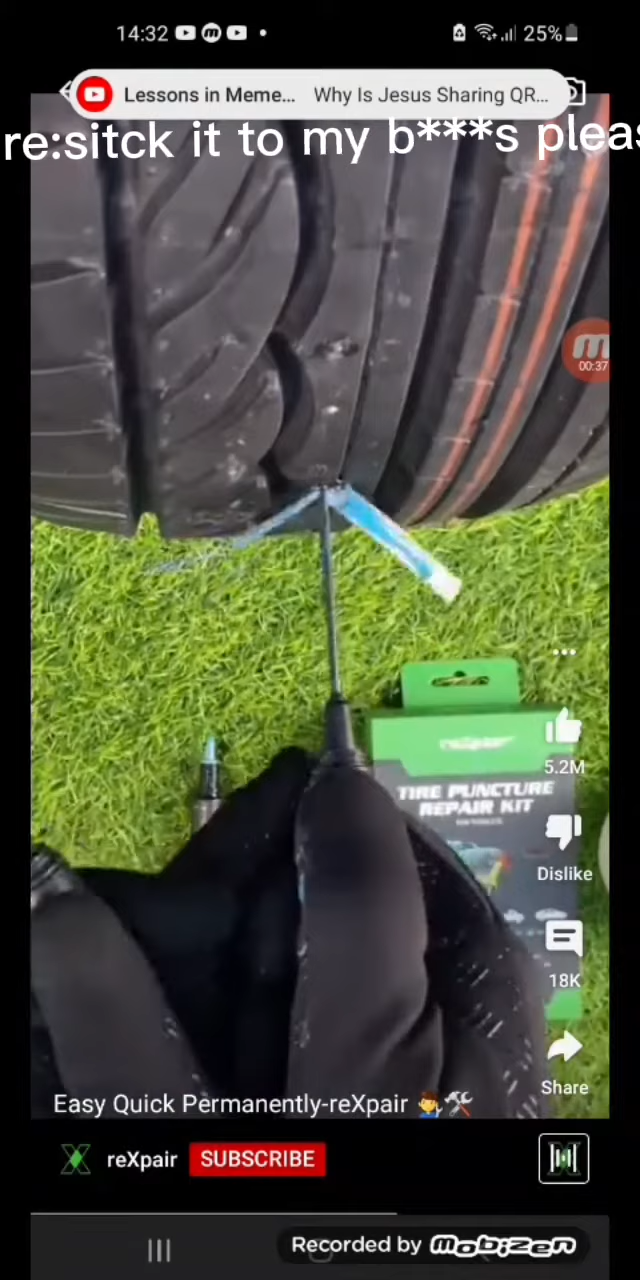 14:32
25%
Lessons in Meme... Why Is Jesus Sharing QR...
re:sitck it to my b***s pleas
00:37
reXpair
TIRE PUNCTURE
REPAIR KIT
5.2M
Dislike
18K
Share
Easy Quick Permanently-reXpair
reXpair
SUBSCRIBE
Recorded by Mobizen